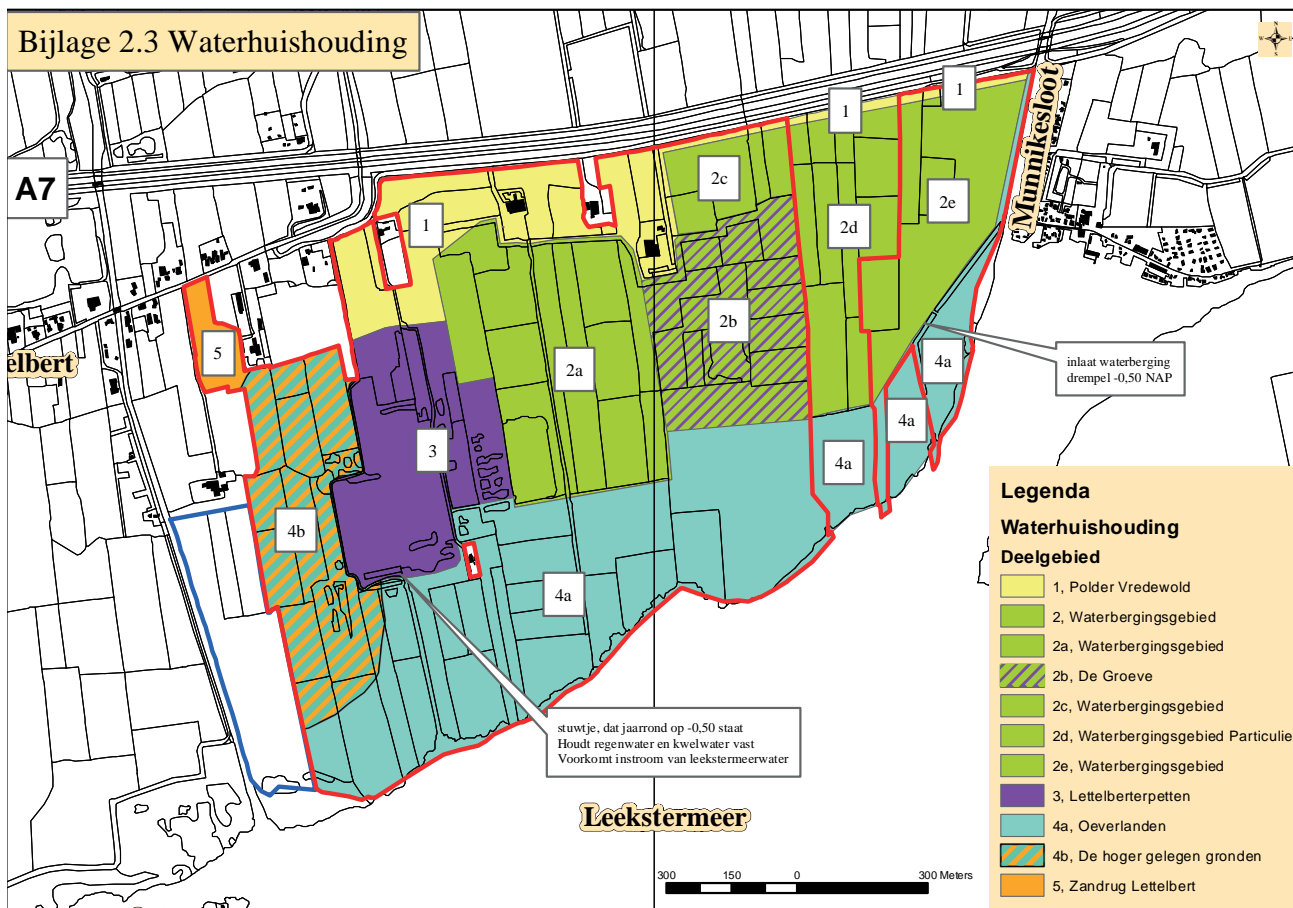 Bijlage 2.3 Waterhuishouding
N
W E
S
A7
Munnikesloot
1
1
2c
2e
1
2d
2b
5
elbert
2a
inlaat waterberging
drempel -0,50 NAP
4a
4a
3
4a
4b
4a
stuwtje, dat jaarrond op -0,50 staat
Houdt regenwater en kwelwater vast
Voorkomt instroom van leekstermeerwater
Leekstermeer
300 150 0 300 Meters
Legenda
Waterhuishouding
Deelgebied
1, Polder Vredewold
2, Waterbergingsgebied
2a, Waterbergingsgebied
2b, De Groeve
2c, Waterbergingsgebied
2d, Waterbergingsgebied Particulie
2e, Waterbergingsgebied
3, Lettelberterpetten
4a, Oeverlanden
4b, De hoger gelegen gronden
5, Zandrug Lettelbert